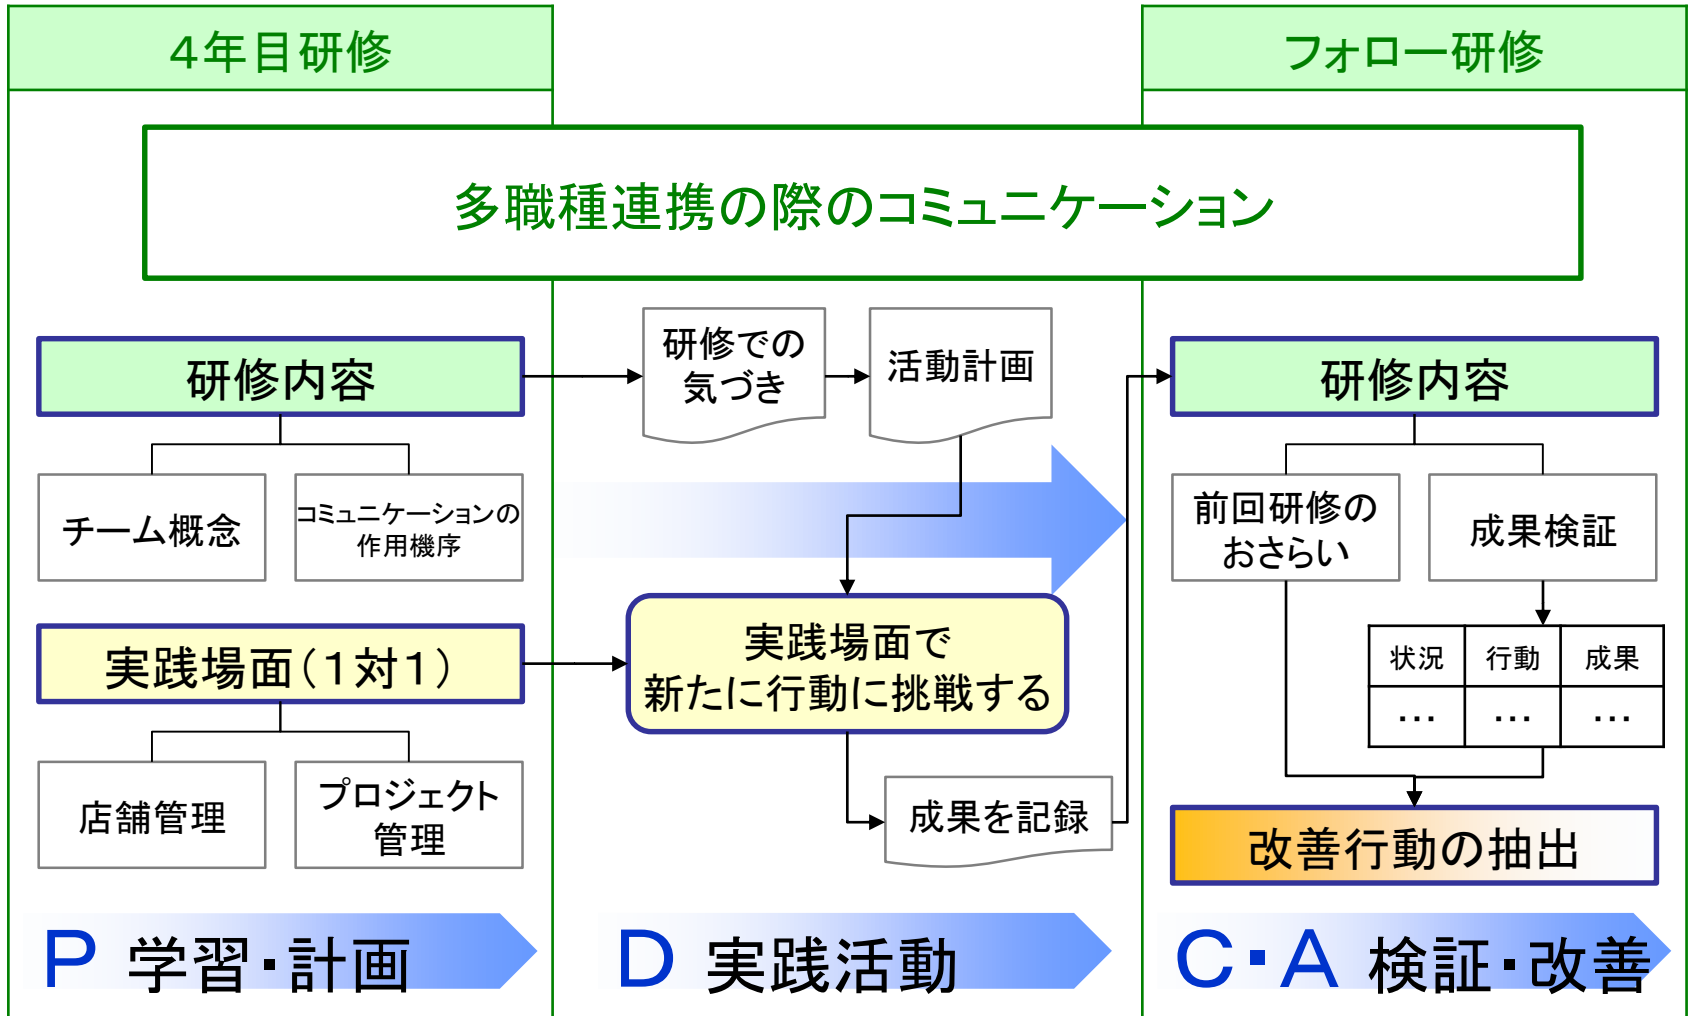 ４年目研修
フォロー研修
多職種連携の際のコミュニケーション
研修内容
チーム概念
コミュニケーションの
作用機序
実践場面（１対１）
店舗管理
プロジェクト
管理
Ｐ 学習・計画
研修での
気づき
活動計画
実践場面で
新たに行動に挑戦する
成果を記録
Ｄ 実践活動
研修内容
前回研修の
おさらい
成果検証
状況 行動 成果
… … …
改善行動の抽出
Ｃ・Ａ 検証・改善